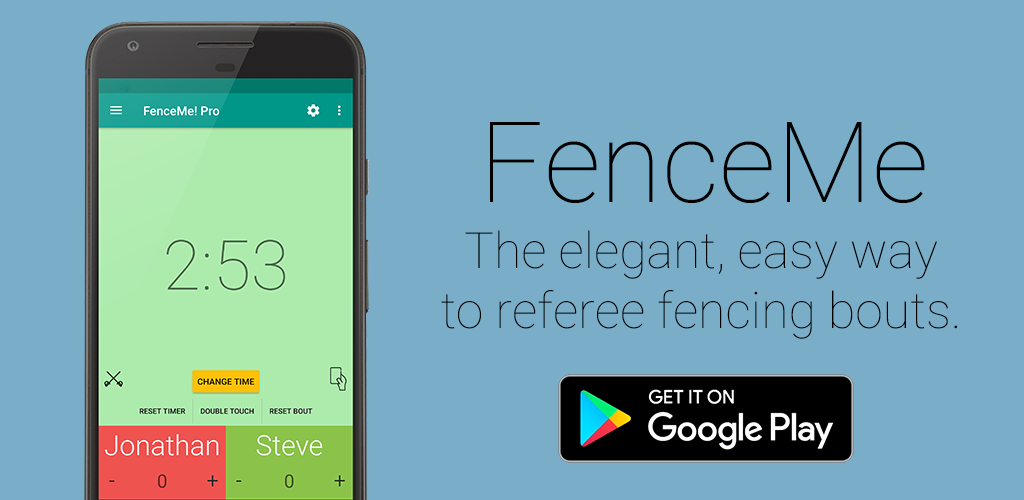 FenceMe! Pro
2:53
CHANGE TIME
RESET TIMER DOUBLE TOUCH RESET BOUT
Jonathan Steve
- 0 + - 0 +
FenceMe
The elegant, easy way
to referee fencing bouts.
GET IT ON
Google Play